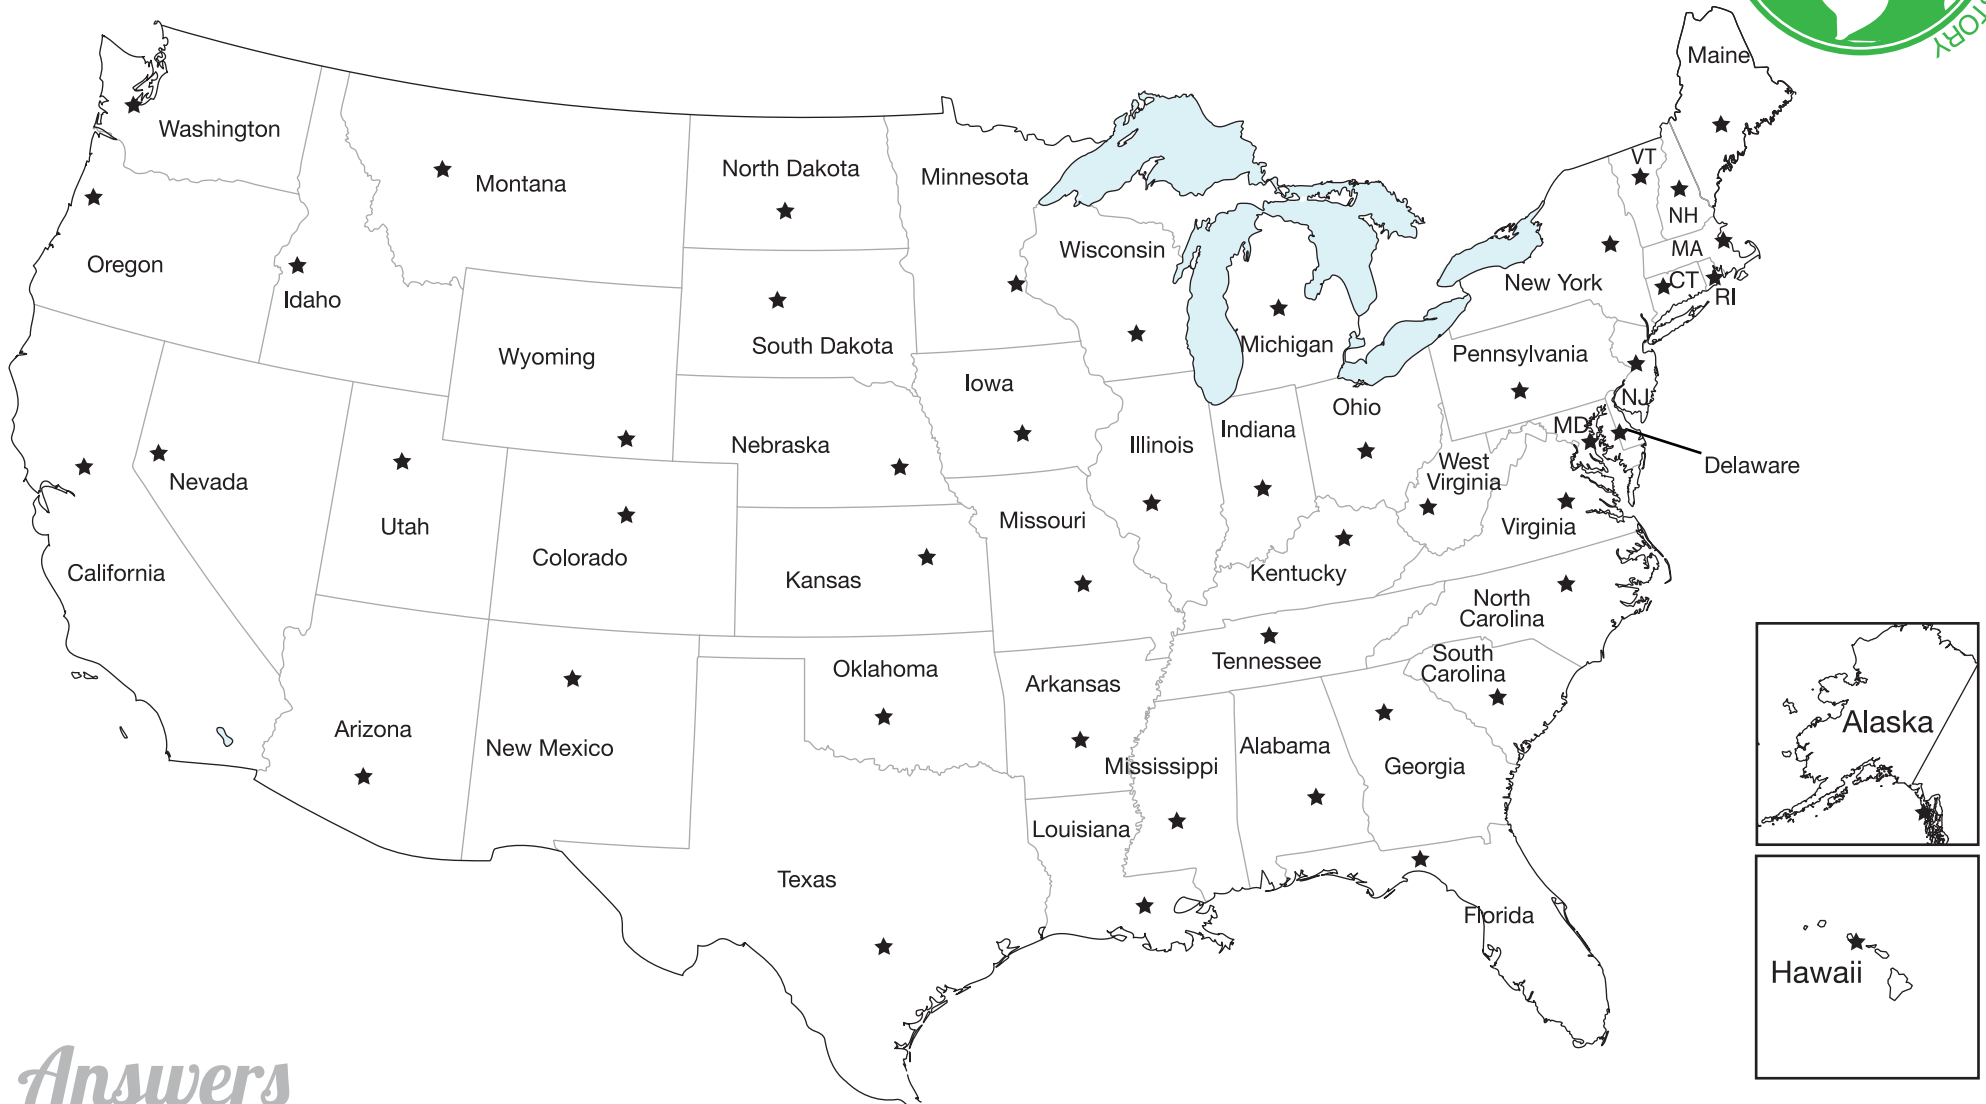 Maine
TORY
Washington
Montana
North Dakota
Minnesota
VT
NH
Oregon
Idaho
Wisconsin
MA
New York
CT
RI
Wyoming
South Dakota
Michigan
Pennsylvania
Iowa
NJ
Nebraska
Illinois
Indiana
Ohio
MD
Delaware
Nevada
West
Virginia
Utah
Colorado
Missouri
Virginia
California
Kansas
Kentucky
North
Carolina
Oklahoma
Arkansas
Tennessee
South
Carolina
Arizona
New Mexico
Mississippi
Alabama
Georgia
Alaska
Louisiana
Texas
Florida
Hawaii
Answers